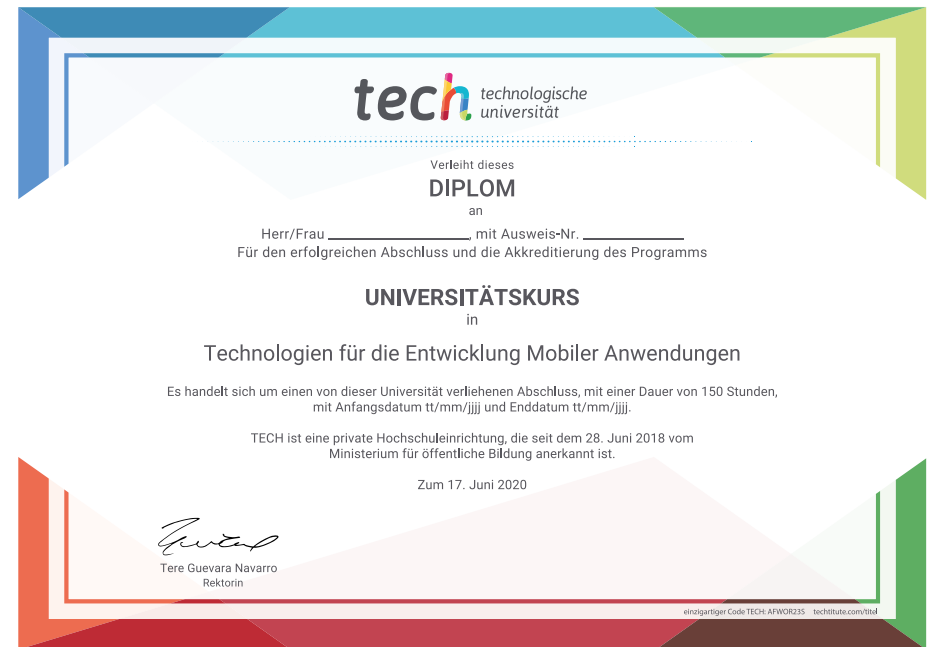 tech technologische
universität
Verleiht dieses
DIPLOM
an
Herr/Frau ____________________, mit Ausweis-Nr. ______________
Für den erfolgreichen Abschluss und die Akkreditierung des Programms
UNIVERSITÄTSKURS
in
Technologien für die Entwicklung Mobiler Anwendungen
Es handelt sich um einen von dieser Universität verliehenen Abschluss, mit einer Dauer von 150 Stunden,
mit Anfangsdatum tt/mm/jjjj und Enddatum tt/mm/jjjj.
TECH ist eine private Hochschuleinrichtung, die seit dem 28. Juni 2018 vom
Ministerium für öffentliche Bildung anerkannt ist.
Zum 17. Juni 2020
Tere Guevara Navarro
Rektorin
einzigartiger Code TECH: AFWOR23S techtitute.com/titel